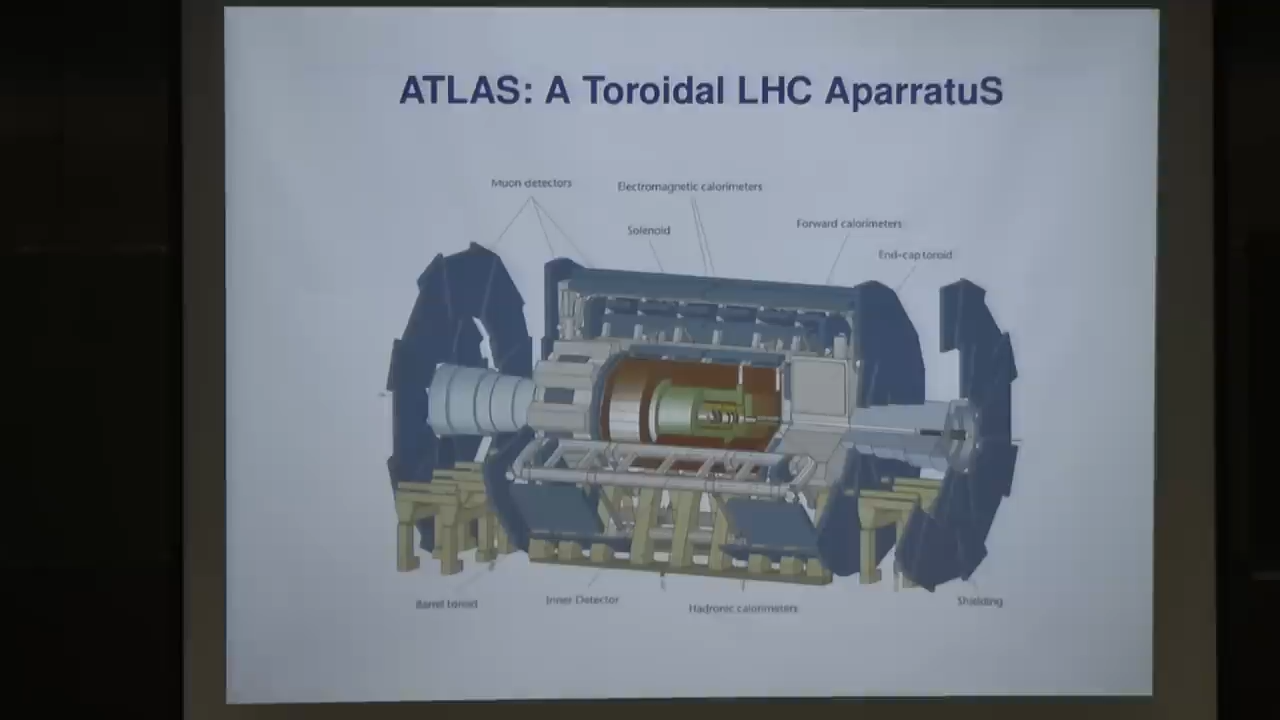 ATLAS: A Toroidal LHC AparratuS
Muon detectors
Electromagnetic calorimeters
Solenoid
Forward calorimeters
End-cap toroid
Barrel toroid
Inner Detector
Hadronic calorimeters
Shielding